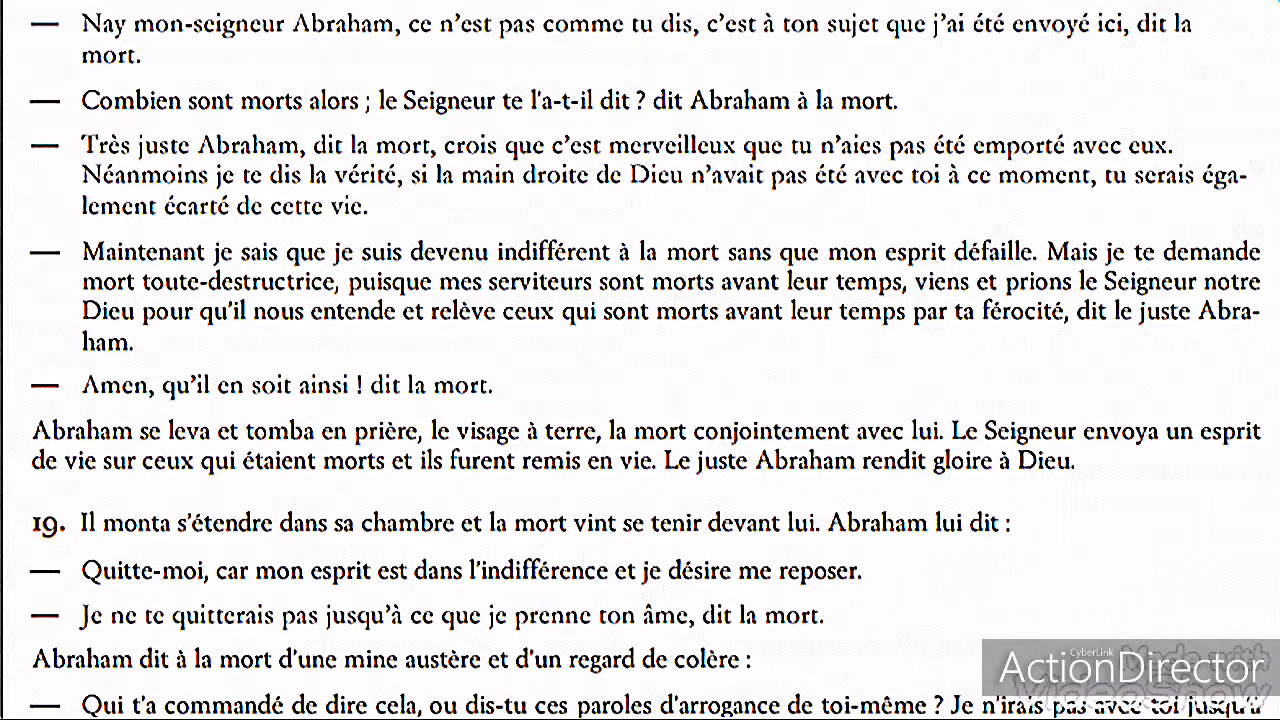 — Nay mon-seigneur Abraham, ce n’est pas comme tu dis, c’est à ton sujet que j’ai été envoyé ici, dit la
mort.
— Combien sont morts alors ; le Seigneur te l'a-t-il dit ? dit Abraham à la mort.
— Très juste Abraham, dit la mort, crois que c’est merveilleux que tu n’aies pas été emporté avec eux.
Néanmoins je te dis la vérité, si la main droite de Dieu n’avait pas été avec toi à ce moment, tu serais éga-
lement écarté de cette vie.
— Maintenant je sais que je suis devenu indifférent à la mort sans que mon esprit défaille. Mais je te demande
mort toute-destructrice, puisque mes serviteurs sont morts avant leur temps, viens et prions le Seigneur notre
Dieu pour qu'il nous entende et relève ceux qui sont morts avant leur temps par ta férocité, dit le juste Abra-
ham.
— Amen, qu’il en soit ainsi ! dit la mort.
Abraham se leva et tomba en prière, le visage à terre, la mort conjointement avec lui. Le Seigneur envoya un esprit
de vie sur ceux qui étaient morts et ils furent remis en vie. Le juste Abraham rendit gloire à Dieu.
19. Il monta s'étendre dans sa chambre et la mort vint se tenir devant lui. Abraham lui dit :
— Quitte-moi, car mon esprit est dans l'indifférence et je désire me reposer.
— Je ne te quitterais pas jusqu’à ce que je prenne ton âme, dit la mort.
Abraham dit à la mort d'une mine austère et d'un regard de colère :
— Qui t'a commandé de dire cela, ou dis-tu ces paroles d'arrogance de toi-même ? Je n'irais pas avec toi jusqu'à
CyberLink
ActionDirector
Made with
VideoShow